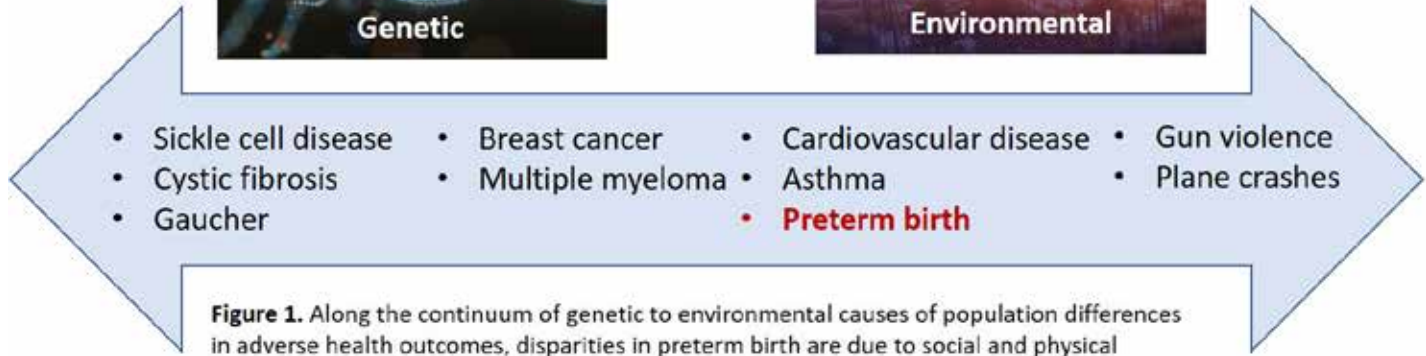 Genetic
Environmental
• Sickle cell disease
• Cystic fibrosis
• Gaucher
• Breast cancer
• Multiple myeloma
• Cardiovascular disease
• Asthma
• Preterm birth
• Gun violence
• Plane crashes
Figure 1. Along the continuum of genetic to environmental causes of population differences
in adverse health outcomes, disparities in preterm birth are due to social and physical